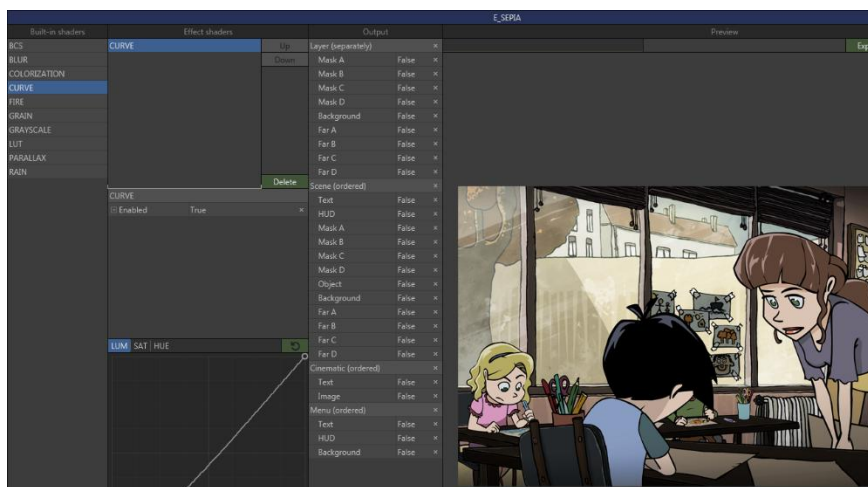 E_SEPIA
Built-in shaders
Effect shaders
Output
Preview
BCS
BLUR
COLORIZATION
CURVE
FIRE
GRAIN
GRAYSCALE
LUT
PARALLAX
RAIN
CURVE
Up
Down
Delete
CURVE
Enabled True ×
LUM SAT HUE
Layer (separately) ×
Mask A False ×
Mask B False ×
Mask C False ×
Mask D False ×
Background False ×
Far A False ×
Far B False ×
Far C False ×
Far D False ×
Scene (ordered) ×
Text False ×
HUD False ×
Mask A False ×
Mask B False ×
Mask C False ×
Mask D False ×
Object False ×
Background False ×
Far A False ×
Far B False ×
Far C False ×
Far D False ×
Cinematic (ordered) ×
Text False ×
Image False ×
Menu (ordered) ×
Text False ×
HUD False ×
Background False ×
Exp